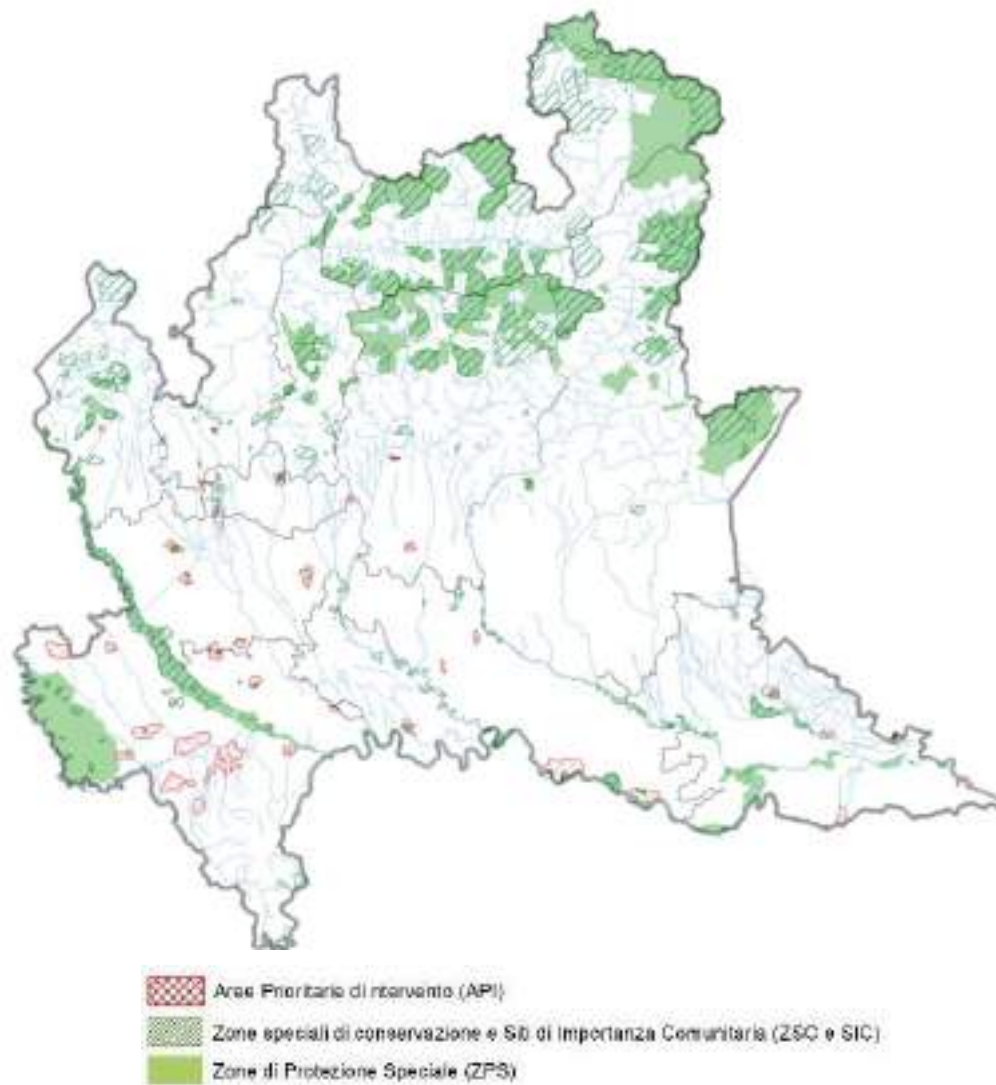 Aree Prioritarie di ntervento (API)
Zone speciali di conservazione e Siti di Importanza Comunitaria (ZSC e SIC)
Zone di Protezione Speciale (ZPS)